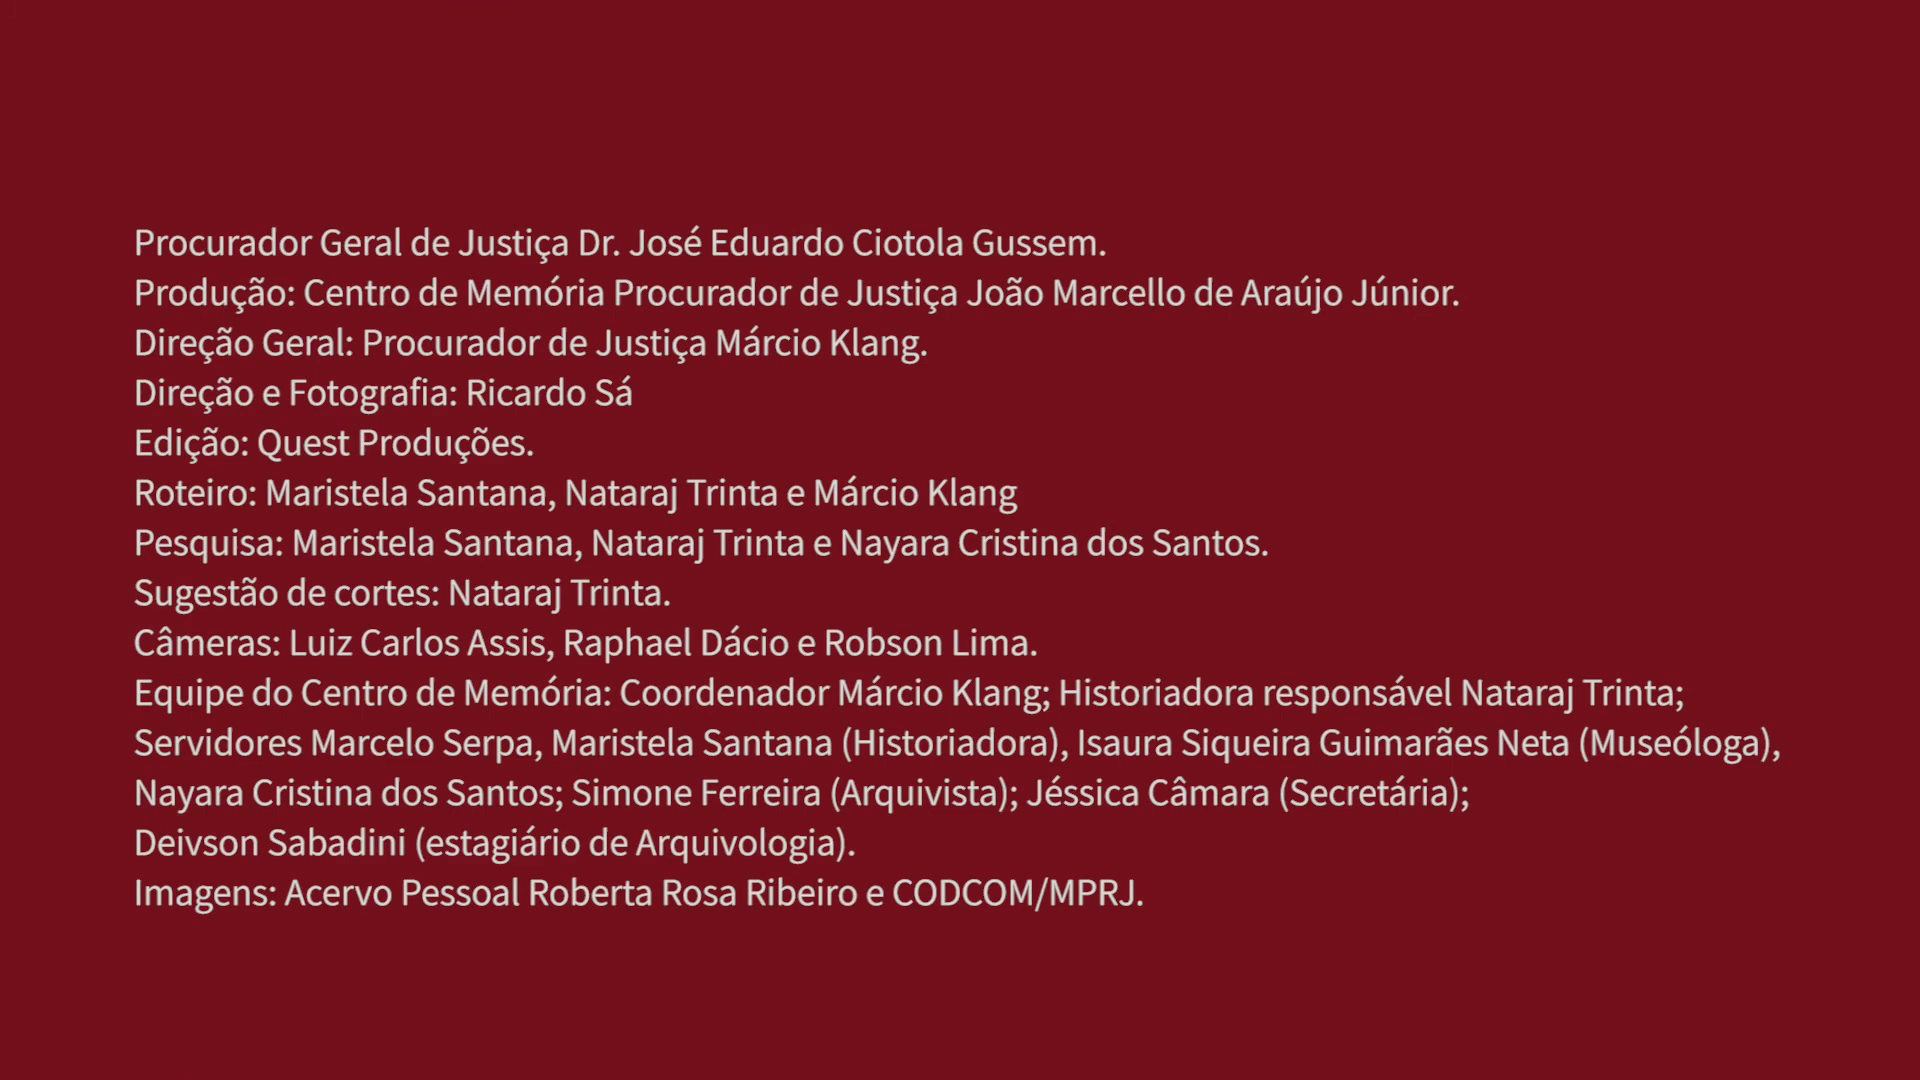 Procurador Geral de Justiça Dr. José Eduardo Ciotola Gussem.
Produção: Centro de Memória Procurador de Justiça João Marcello de Araújo Júnior.
Direção Geral: Procurador de Justiça Márcio Klang.
Direção e Fotografia: Ricardo Sá
Edição: Quest Produções.
Roteiro: Maristela Santana, Nataraj Trinta e Márcio Klang
Pesquisa: Maristela Santana, Nataraj Trinta e Nayara Cristina dos Santos.
Sugestão de cortes: Nataraj Trinta.
Câmeras: Luiz Carlos Assis, Raphael Dácio e Robson Lima.
Equipe do Centro de Memória: Coordenador Márcio Klang; Historiadora responsável Nataraj Trinta;
Servidores Marcelo Serpa, Maristela Santana (Historiadora), Isaura Siqueira Guimarães Neta (Museóloga),
Nayara Cristina dos Santos; Simone Ferreira (Arquivista); Jéssica Câmara (Secretária);
Deivson Sabadini (estagiário de Arquivologia).
Imagens: Acervo Pessoal Roberta Rosa Ribeiro e CODCOM/MPRJ.